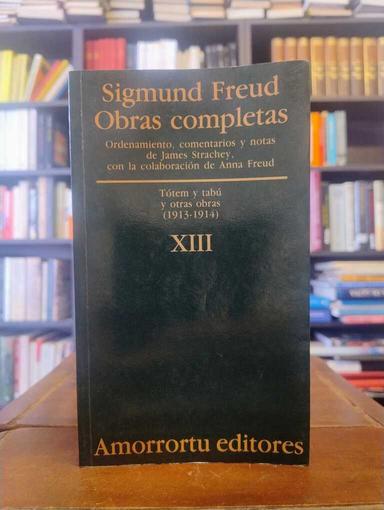 Sigmund Freud
Obras completas
Ordenamiento, comentarios y notas
de James Strachey,
con la colaboración de Anna Freud
Tótem y tabú
y otras obras
(1913-1914)
XIII
Amorrortu editores